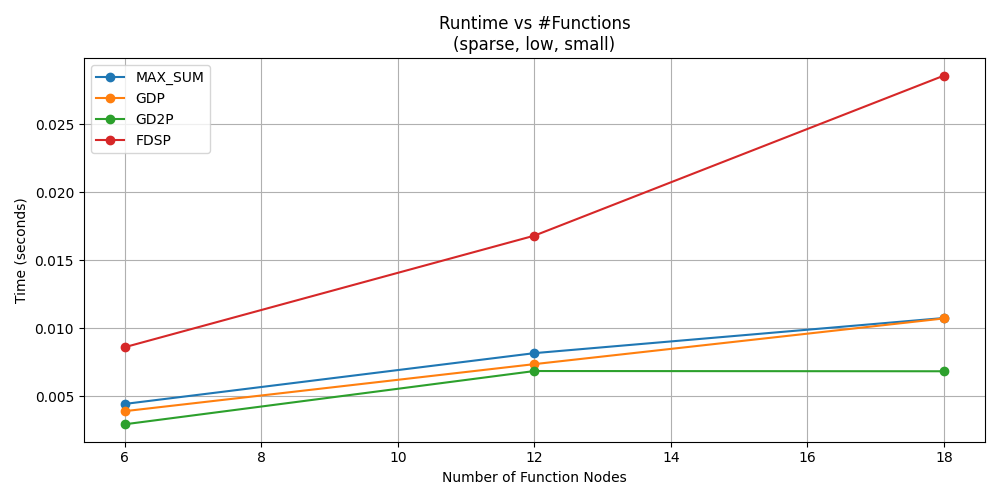 Runtime vs #Functions
(sparse, low, small)
MAX_SUM
GDP
GD2P
FDSP
Time (seconds)
0.025
0.020
0.015
0.010
0.005
6 8 10 12 14 16 18
Number of Function Nodes